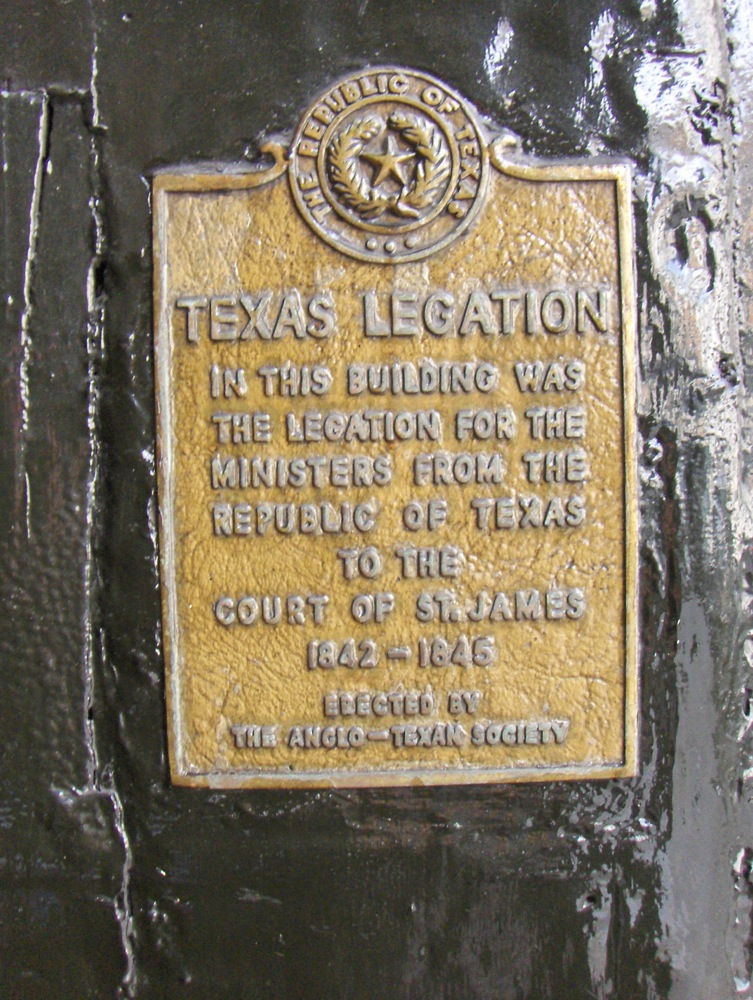 THE REPUBLIC OF TEXAS
TEXAS LEGATION
IN THIS BUILDING WAS
THE LEGATION FOR THE
MINISTERS FROM THE
REPUBLIC OF TEXAS
TO THE
COURT OF ST. JAMES
1842 - 1845
ERECTED BY
THE ANGLO-TEXAN SOCIETY